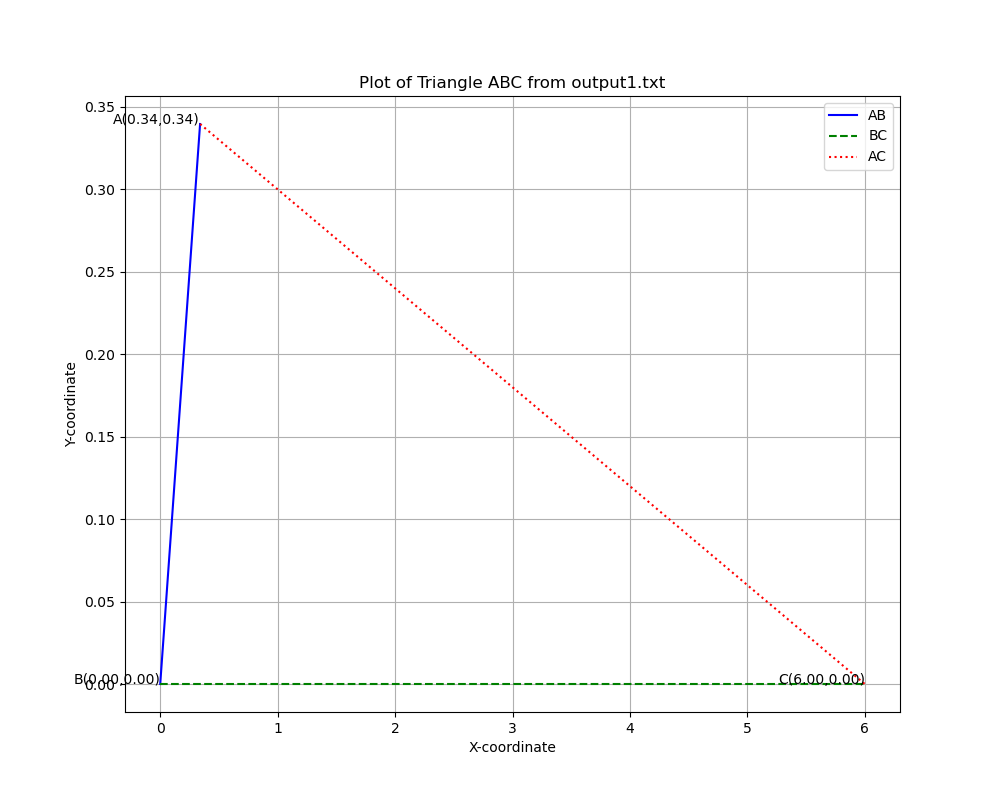 Plot of Triangle ABC from output1.txt
0.35
A(0.34,0.34)
AB
BC
AC
0.30
0.25
0.20
0.15
0.10
0.05
0.00
B(0.00,0.00)
C(6.00,0.00)
Y-coordinate
0 1 2 3 4 5 6
X-coordinate